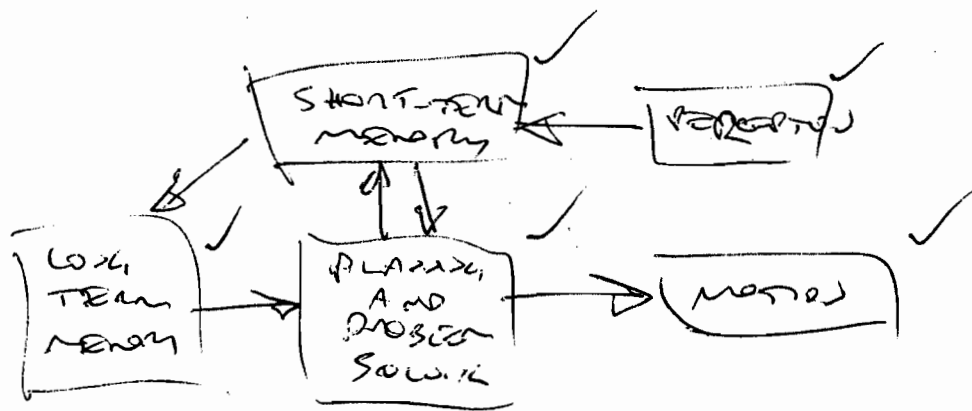 SHORT-TERM
MEMORY
PERCEPTION
LONG
TERM
MEMORY
PLANNING
AND
PROBLEM
SOLVING
MOTION